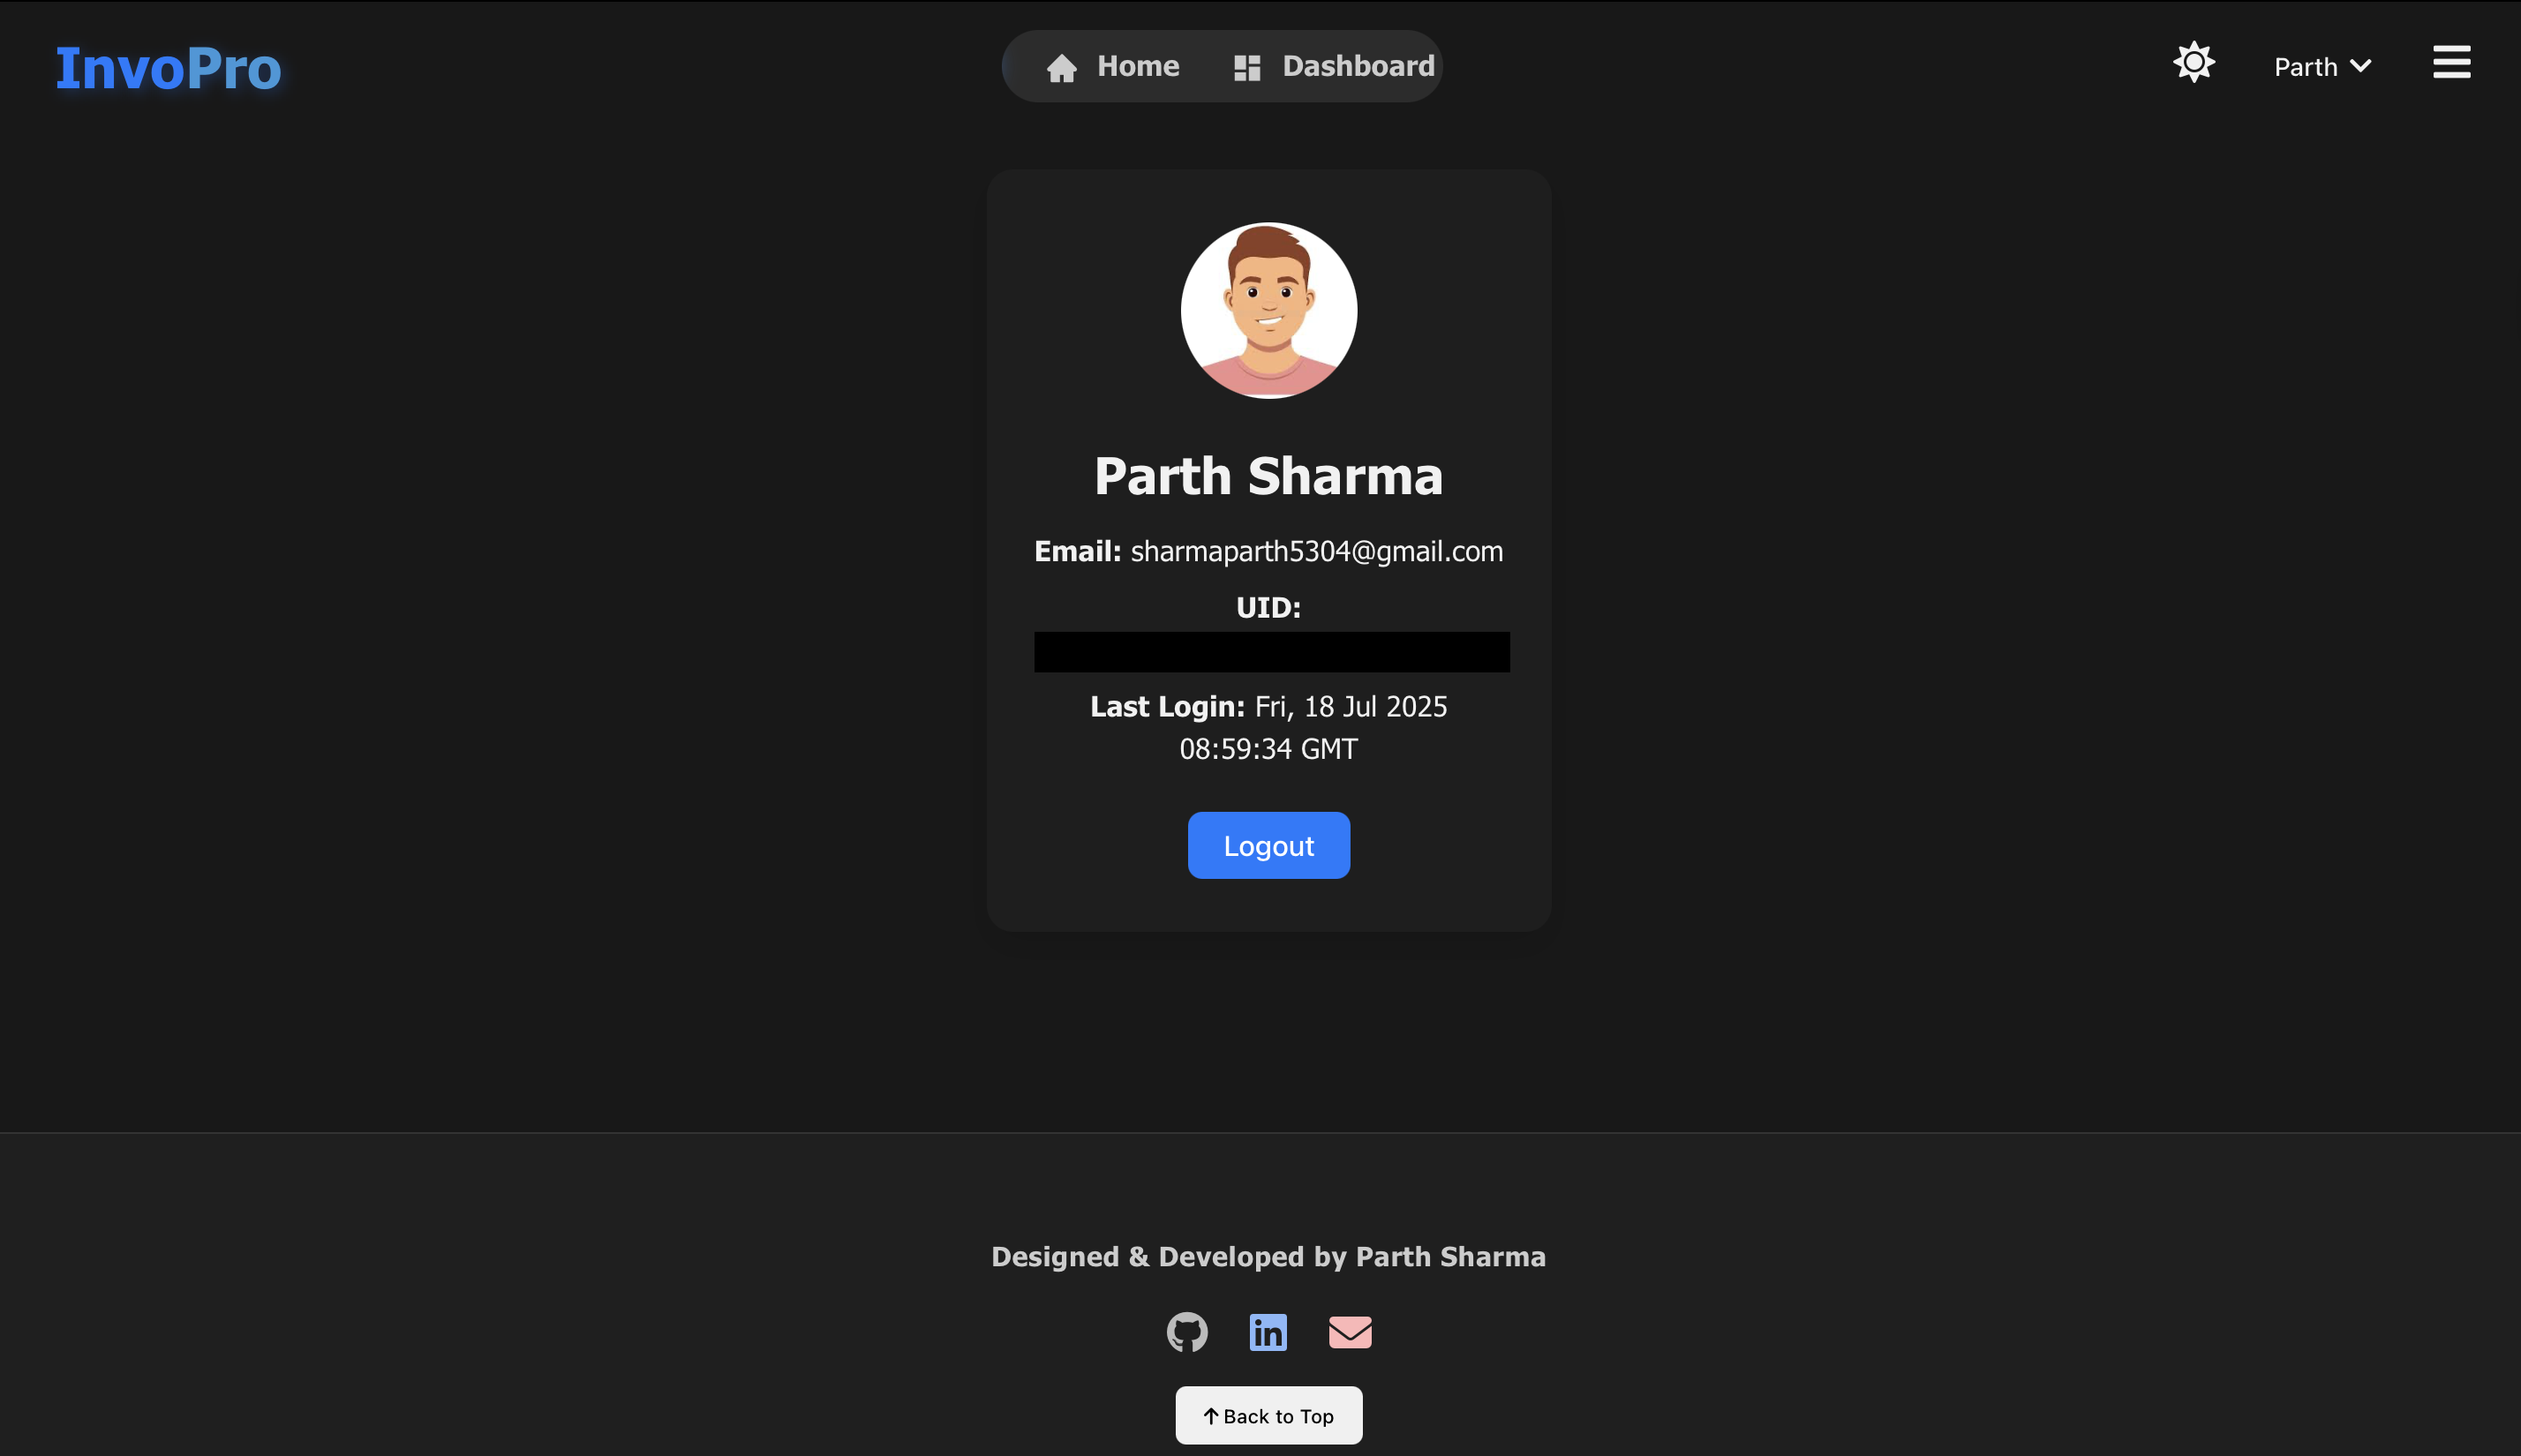 InvoPro
Home Dashboard
Parth
Parth Sharma
Email: sharmaparth5304@gmail.com
UID:
Last Login: Fri, 18 Jul 2025
08:59:34 GMT
Logout
Designed & Developed by Parth Sharma
in
Back to Top